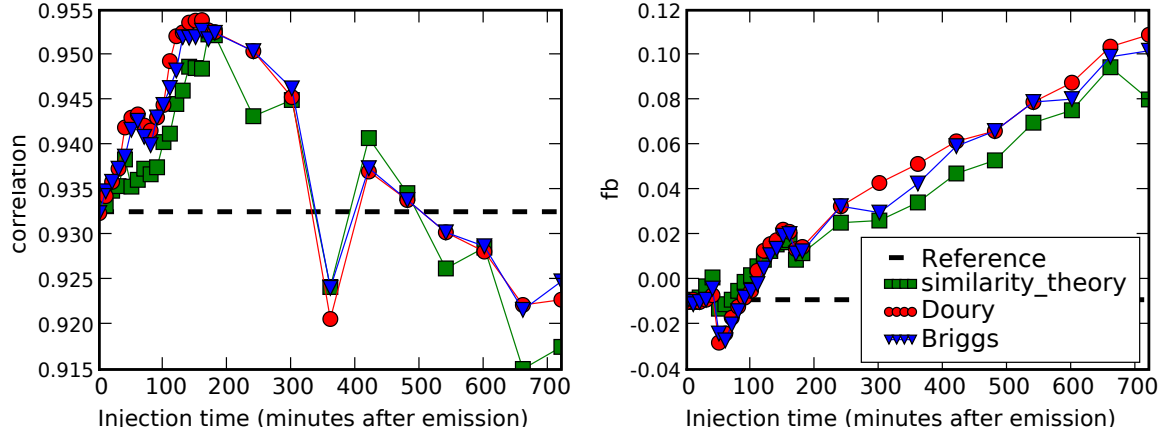 0.955
0.950
0.945
0.940
0.935
0.930
0.925
0.920
0.915
correlation
0 100 200 300 400 500 600 700
Injection time (minutes after emission)
0.12
0.10
0.08
0.06
0.04
0.02
0.00
-0.02
-0.04
fb
0 100 200 300 400 500 600 700
Injection time (minutes after emission)
Reference
similarity_theory
Doury
Briggs